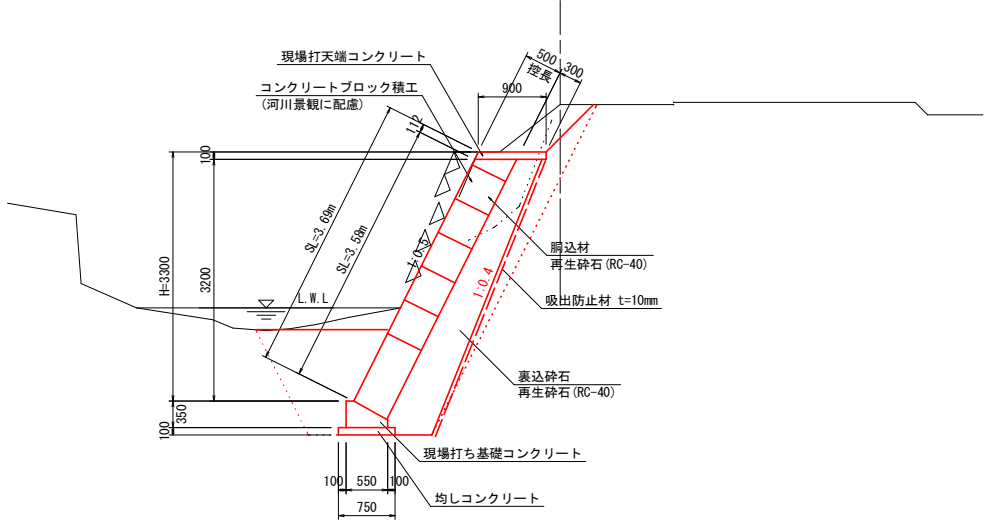 現場打天端コンクリート
コンクリートブロック積工
(河川景観に配慮)
500
控長
300
900
112
100
H=3300
3200
SL=3.69m
SL=3.58m
1:0.5
1:0.4
L.W.L
胴込材
再生砕石(RC-40)
吸出防止材 t=10mm
裏込砕石
再生砕石(RC-40)
350
100
現場打ち基礎コンクリート
100
550
100
均しコンクリート
750